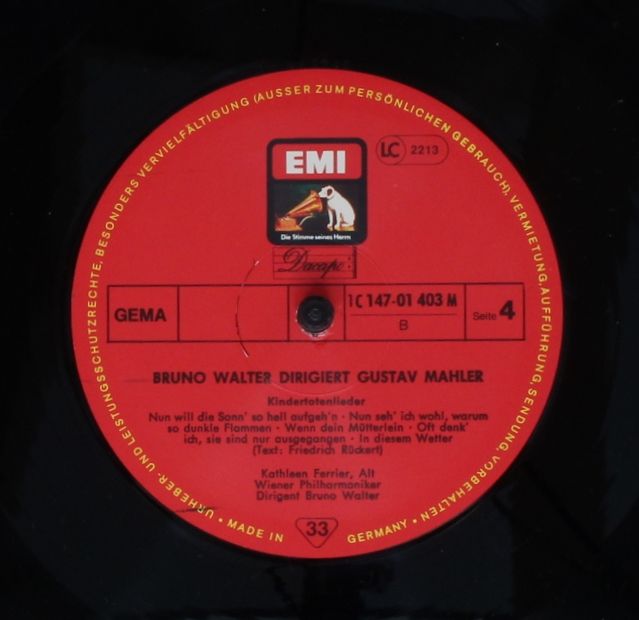 URHEBER- UND LEISTUNGSSCHUTZRECHTE, BESONDERS VERVIELFÄLTIGUNG (AUSSER ZUM PERSÖNLICHEN GEBRAUCH), VERMIETUNG, AUFFÜHRUNG, SENDUNG, VORBEHALTEN
EMI
LC 2213
Die Stimme seines Herrn
Dacapo
GEMA
1 C 147-01 403 M
B
Seite 4
BRUNO WALTER DIRIGIERT GUSTAV MAHLER
Kindertotenlieder
Nun will die Sonn' so hell aufgeh'n · Nun seh' ich wohl, warum
so dunkle Flammen · Wenn dein Mütterlein · Oft denk'
ich, sie sind nur ausgegangen · In diesem Wetter
(Text: Friedrich Rückert)
Kathleen Ferrier, Alt
Wiener Philharmoniker
Dirigent Bruno Walter
33
• MADE IN GERMANY •